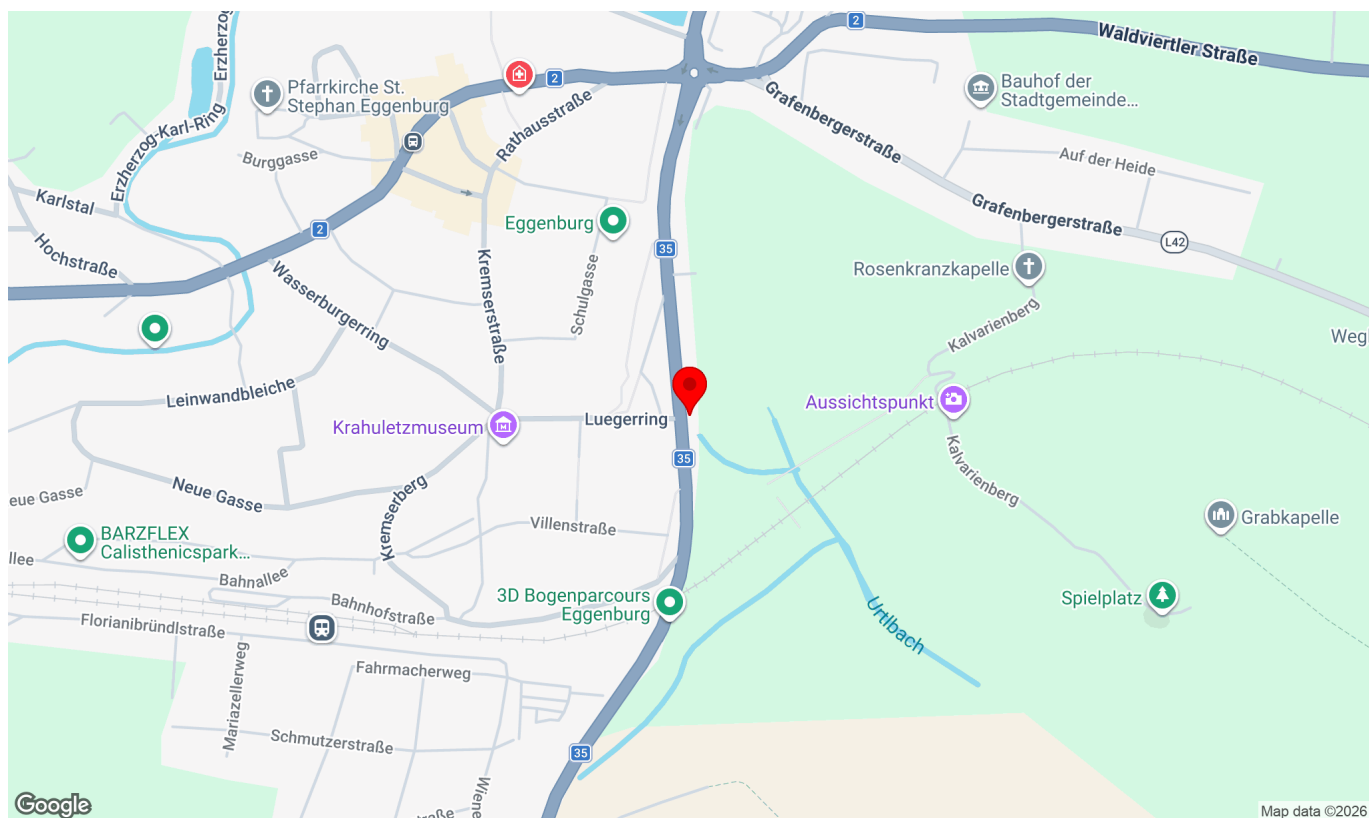 Erzherzog-Karl-Ring
Erzherzo
2
Waldviertler Straße
Pfarrkirche St.
Stephan Eggenburg
2
Bauhof der
Stadtgemeinde...
Rathausstraße
Grafenbergerstraße
Burggasse
Auf der Heide
Karlstal
Grafenbergerstraße
Hochstraße
2
Eggenburg
35
L42
Wasserburgerring
Kremserstraße
Schulgasse
Rosenkranzkapelle
Kalvarienberg
Leinwandbleiche
Aussichtspunkt
Krahuletzmuseum
Luegerring
35
Kalvarienberg
eue Gasse
Neue Gasse
Kremserberg
Villenstraße
Grabkapelle
BARZFLEX
Calisthenicspark...
llee
Bahnallee
Bahnhofstraße
3D Bogenparcours
Eggenburg
Spielplatz
Florianibründlstraße
Urtlbach
Mariazellerweg
Fahrmacherweg
Schmutzerstraße
35
Wiene
Google
Map data ©2026